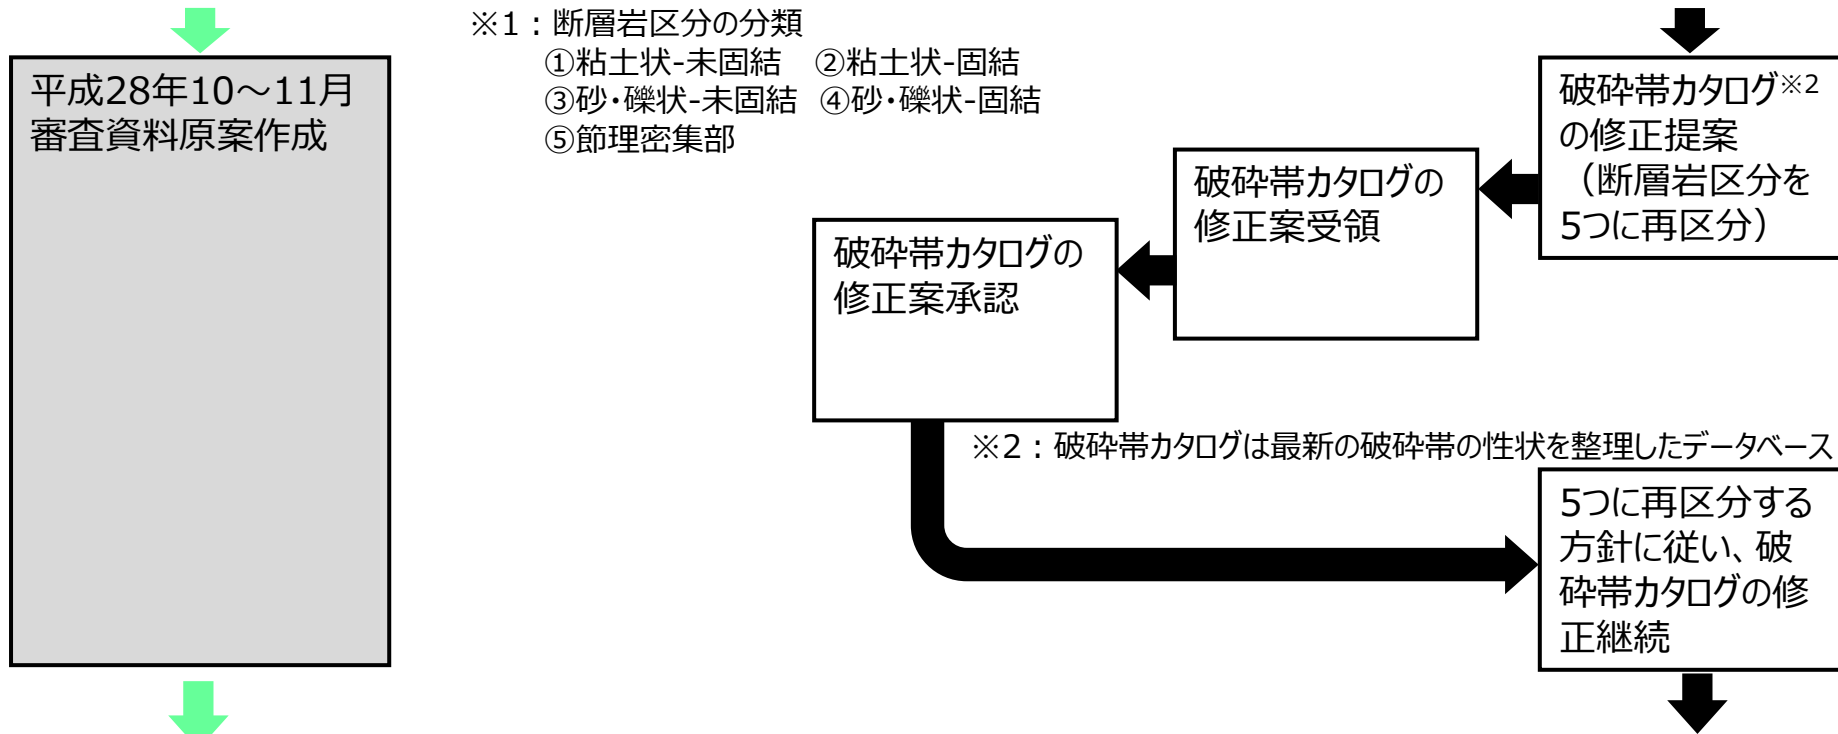 平成28年10～11月
審査資料原案作成
※1：断層岩区分の分類
①粘土状-未固結　②粘土状-固結
③砂・礫状-未固結　④砂・礫状-固結
⑤節理密集部
破砕帯カタログ※2
の修正提案
（断層岩区分を
5つに再区分）
破砕帯カタログの
修正案受領
破砕帯カタログの
修正案承認
※2：破砕帯カタログは最新の破砕帯の性状を整理したデータベース
5つに再区分する
方針に従い、破
砕帯カタログの修
正継続